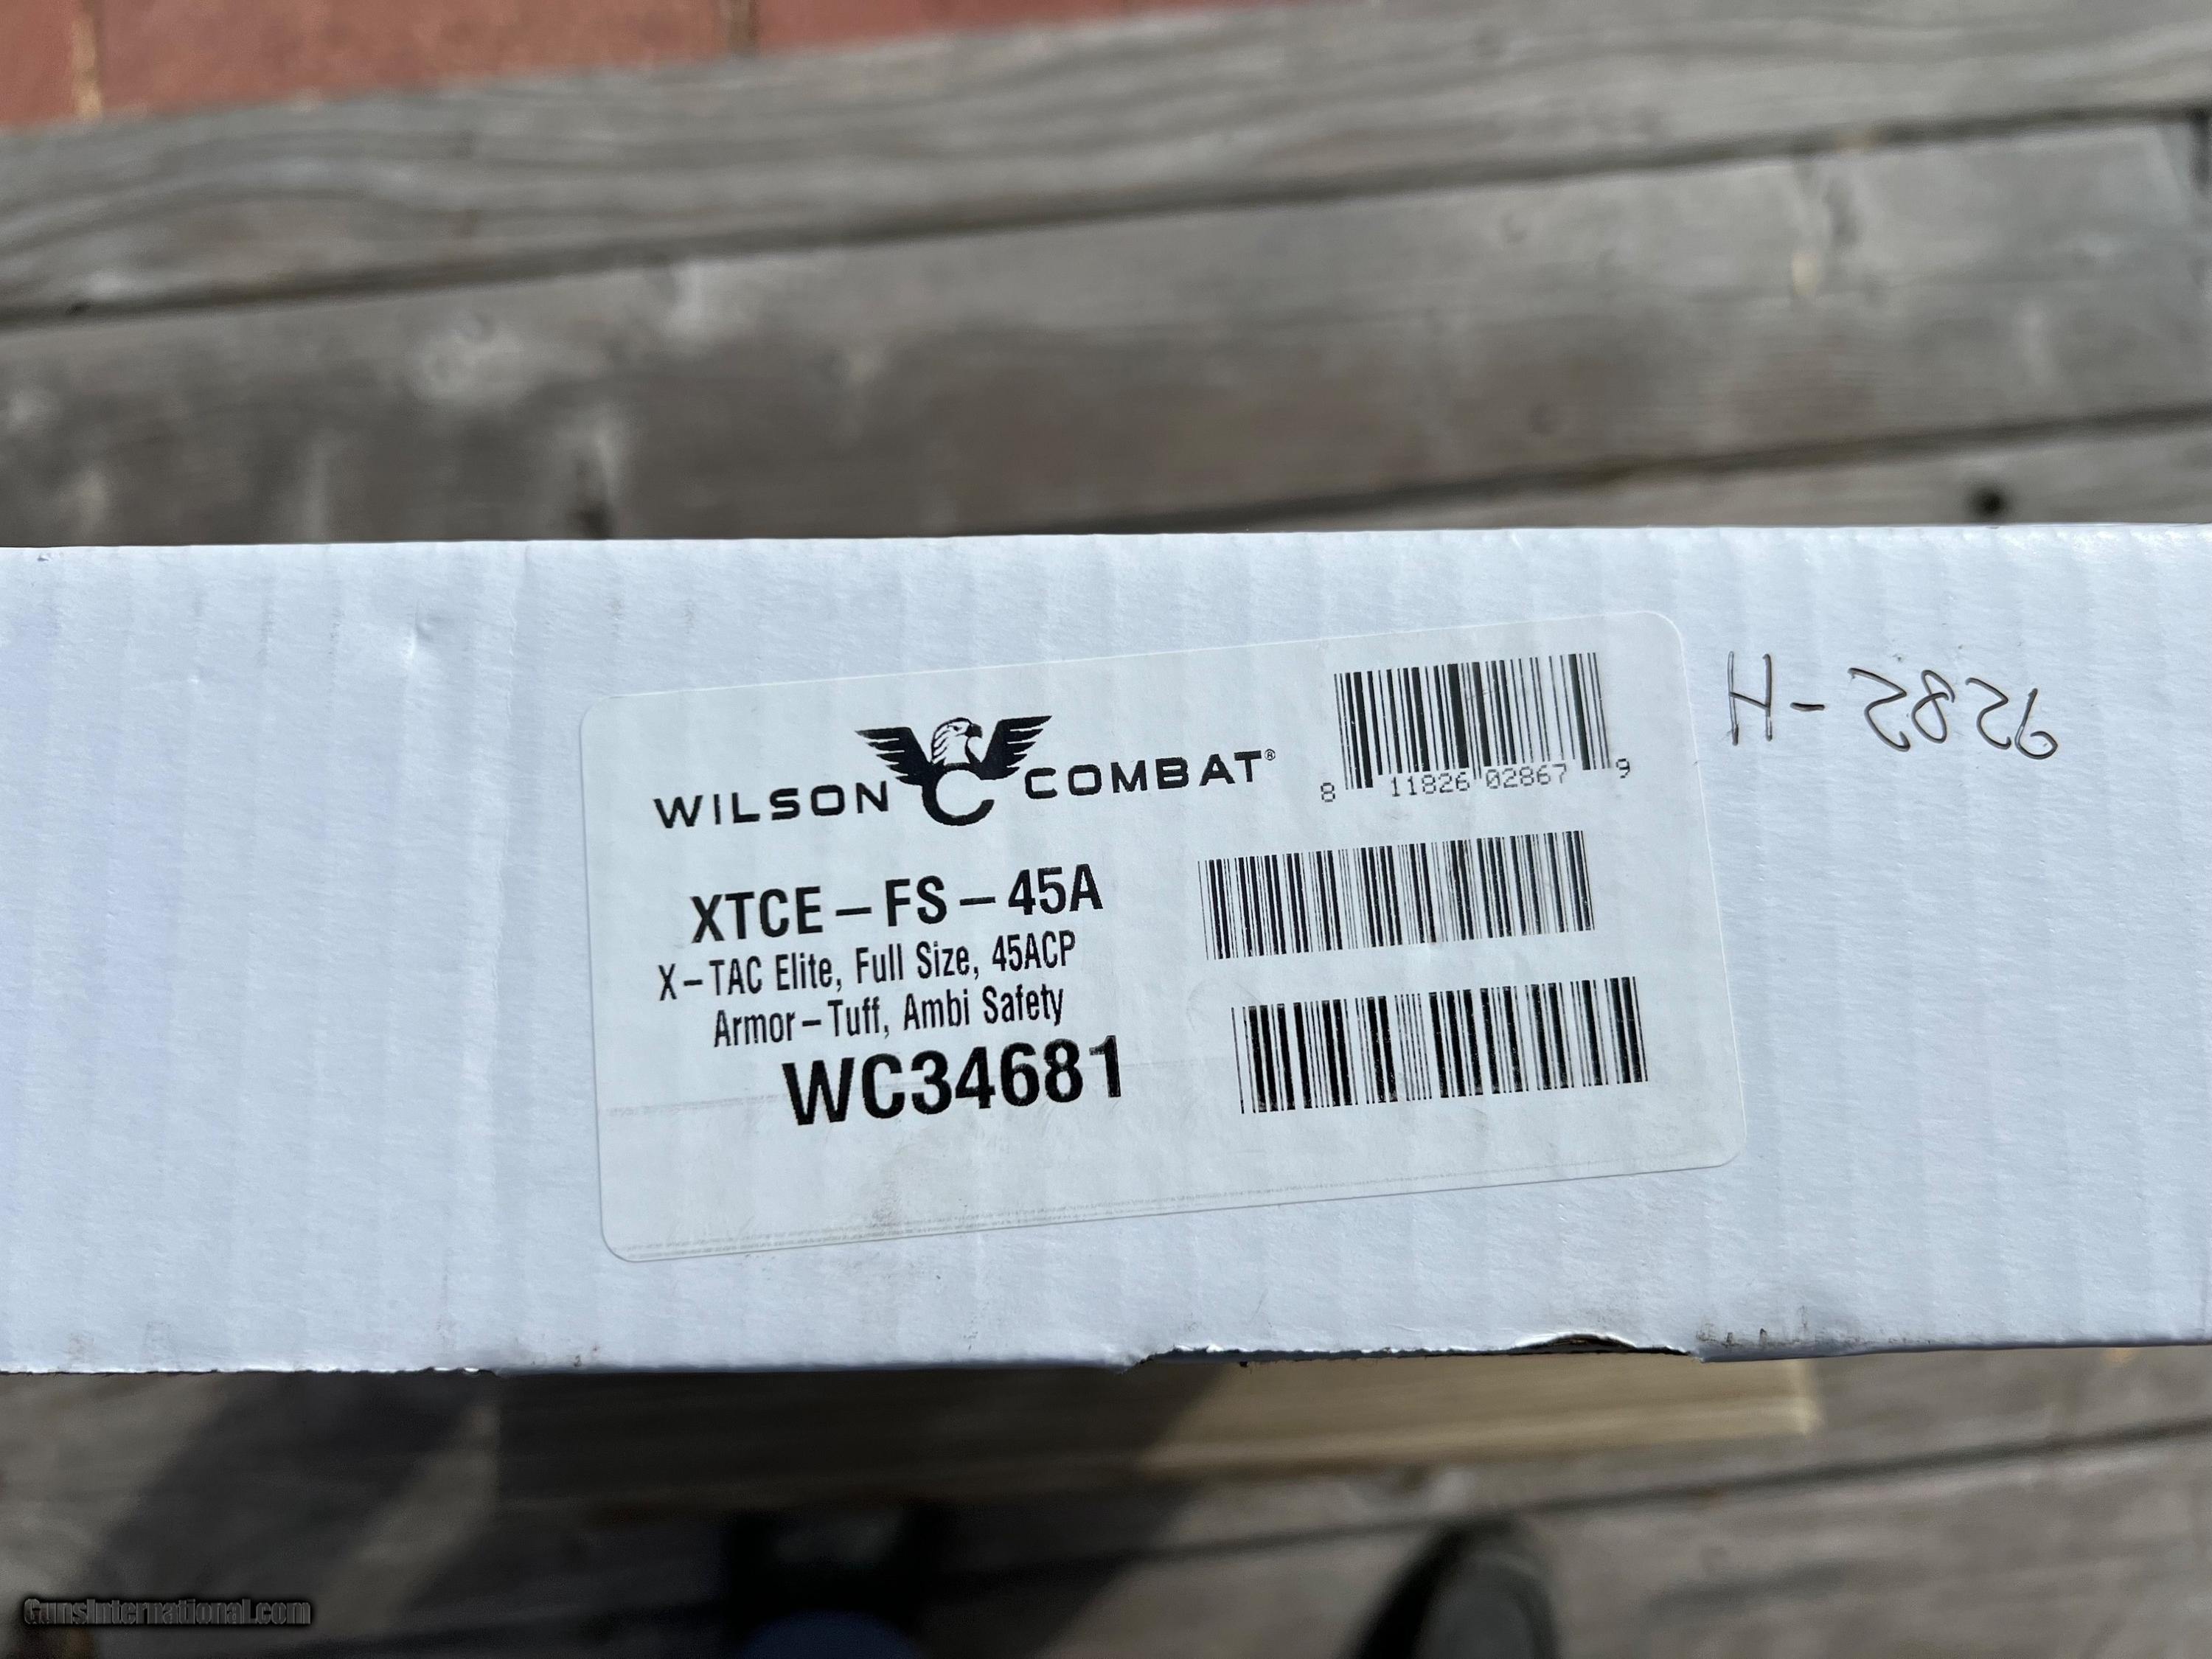 WILSON COMBAT®
8 11826 02867 9
XTCE-FS-45A
X-TAC Elite, Full Size, 45ACP
Armor-Tuff, Ambi Safety
WC34681
GunsInternational.com